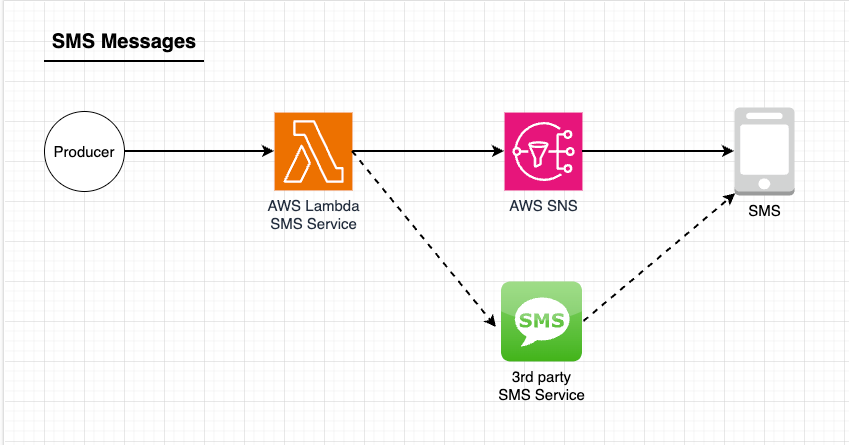 SMS Messages
Producer
AWS Lambda
SMS Service
AWS SNS
SMS
SMS
3rd party
SMS Service